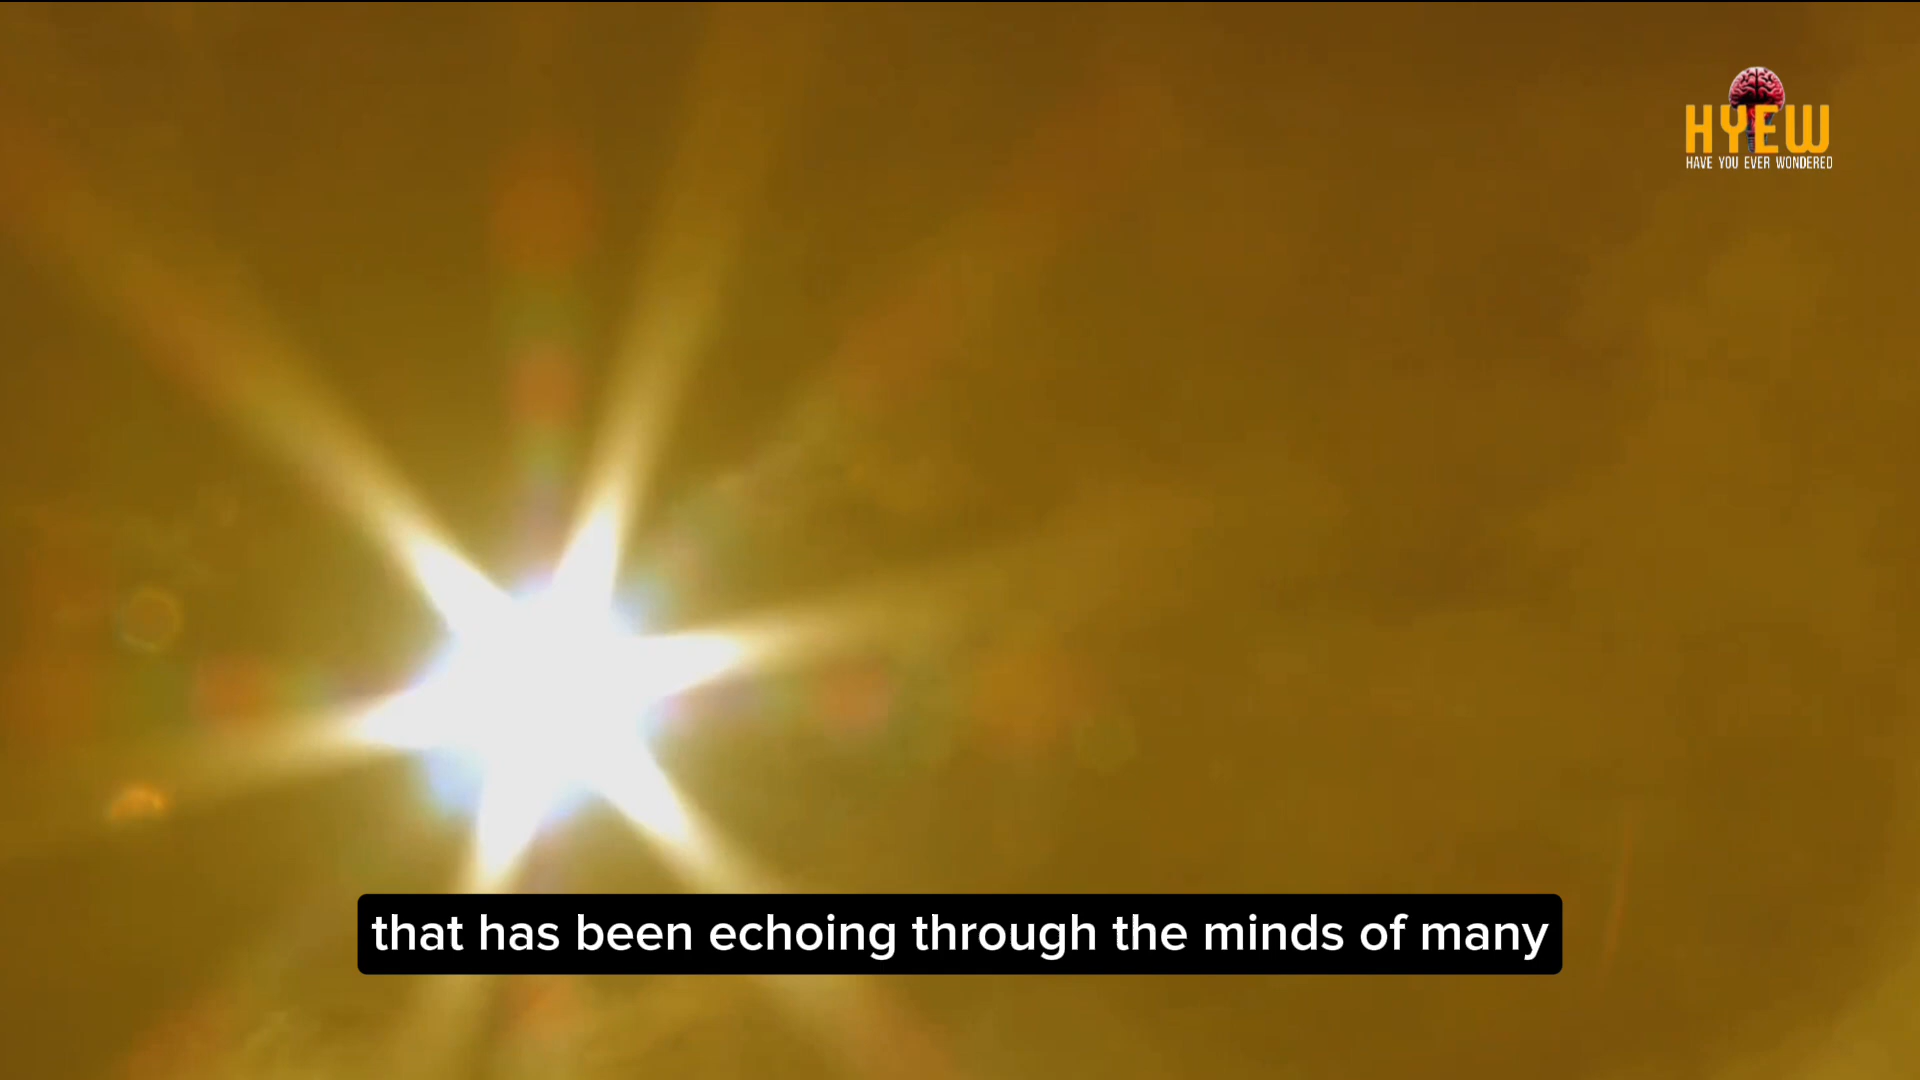 HYEW
HAVE YOU EVER WONDERED
that has been echoing through the minds of many